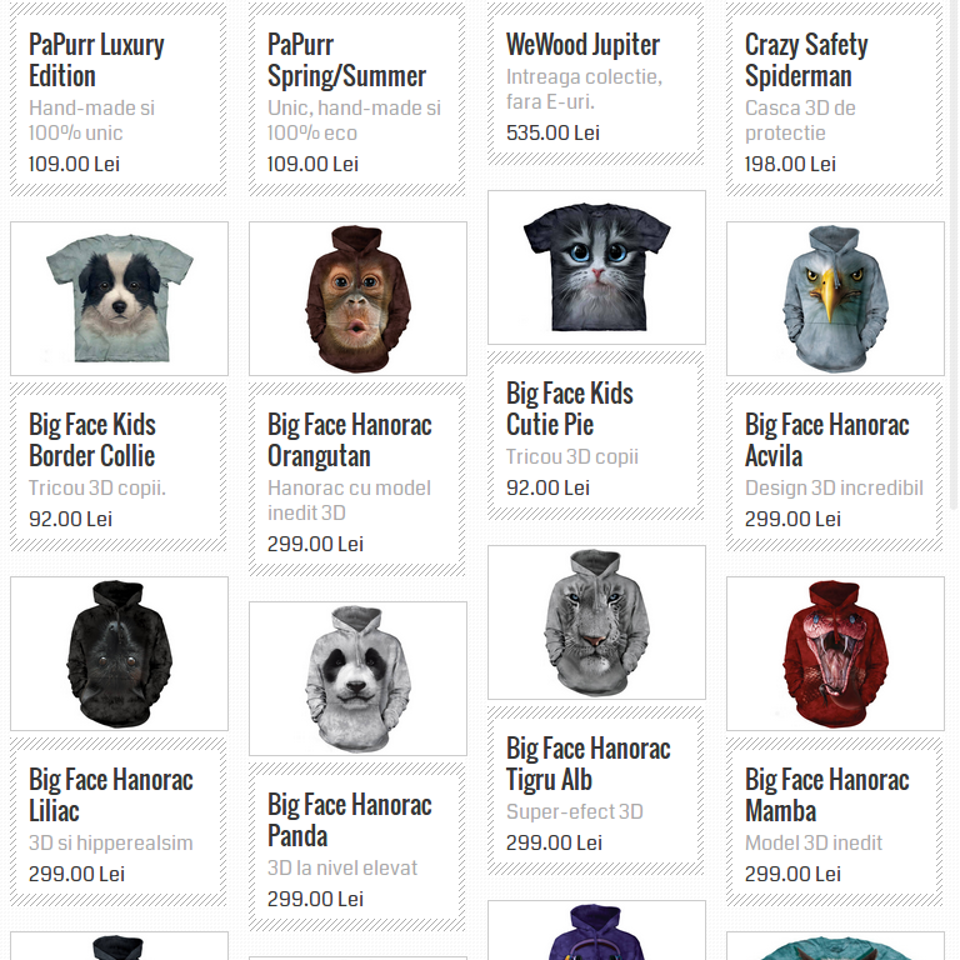 PaPurr Luxury
Edition
Hand-made si
100% unic
109.00 Lei
PaPurr
Spring/Summer
Unic, hand-made si
100% eco
109.00 Lei
WeWood Jupiter
Intreaga colectie,
fara E-uri.
535.00 Lei
Crazy Safety
Spiderman
Casca 3D de
protectie
198.00 Lei
Big Face Kids
Border Collie
Tricou 3D copii.
92.00 Lei
Big Face Hanorac
Orangutan
Hanorac cu model
inedit 3D
299.00 Lei
Big Face Kids
Cutie Pie
Tricou 3D copii
92.00 Lei
Big Face Hanorac
Acvila
Design 3D incredibil
299.00 Lei
Big Face Hanorac
Liliac
3D si hipperealsim
299.00 Lei
Big Face Hanorac
Panda
3D la nivel elevat
299.00 Lei
Big Face Hanorac
Tigru Alb
Super-efect 3D
299.00 Lei
Big Face Hanorac
Mamba
Model 3D inedit
299.00 Lei